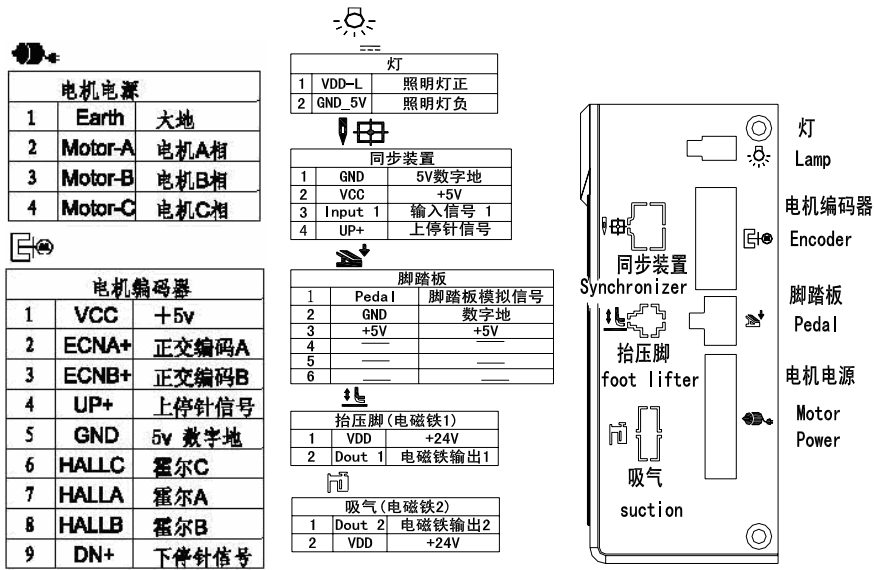 电机电源
1 Earth 大地
2 Motor-A 电机A相
3 Motor-B 电机B相
4 Motor-C 电机C相
电机编码器
1 VCC +5v
2 ECNA+ 正交编码A
3 ECNB+ 正交编码B
4 UP+ 上停针信号
5 GND 5v 数字地
6 HALLC 霍尔C
7 HALLA 霍尔A
8 HALLB 霍尔B
9 DN+ 下停针信号
灯
1 VDD-L 照明灯正
2 GND_5V 照明灯负
同步装置
1 GND 5V数字地
2 VCC +5V
3 Input 1 输入信号 1
4 UP+ 上停针信号
脚踏板
1 Pedal 脚踏板模拟信号
2 GND 数字地
3 +5V +5V
4 —— ——
5 —— ——
6 —— ——
抬压脚(电磁铁1)
1 VDD +24V
2 Dout 1 电磁铁输出1
吸气(电磁铁2)
1 Dout 2 电磁铁输出2
2 VDD +24V
灯
Lamp
电机编码器
Encoder
同步装置
Synchronizer
脚踏板
Pedal
抬压脚
foot lifter
电机电源
Motor
Power
吸气
suction